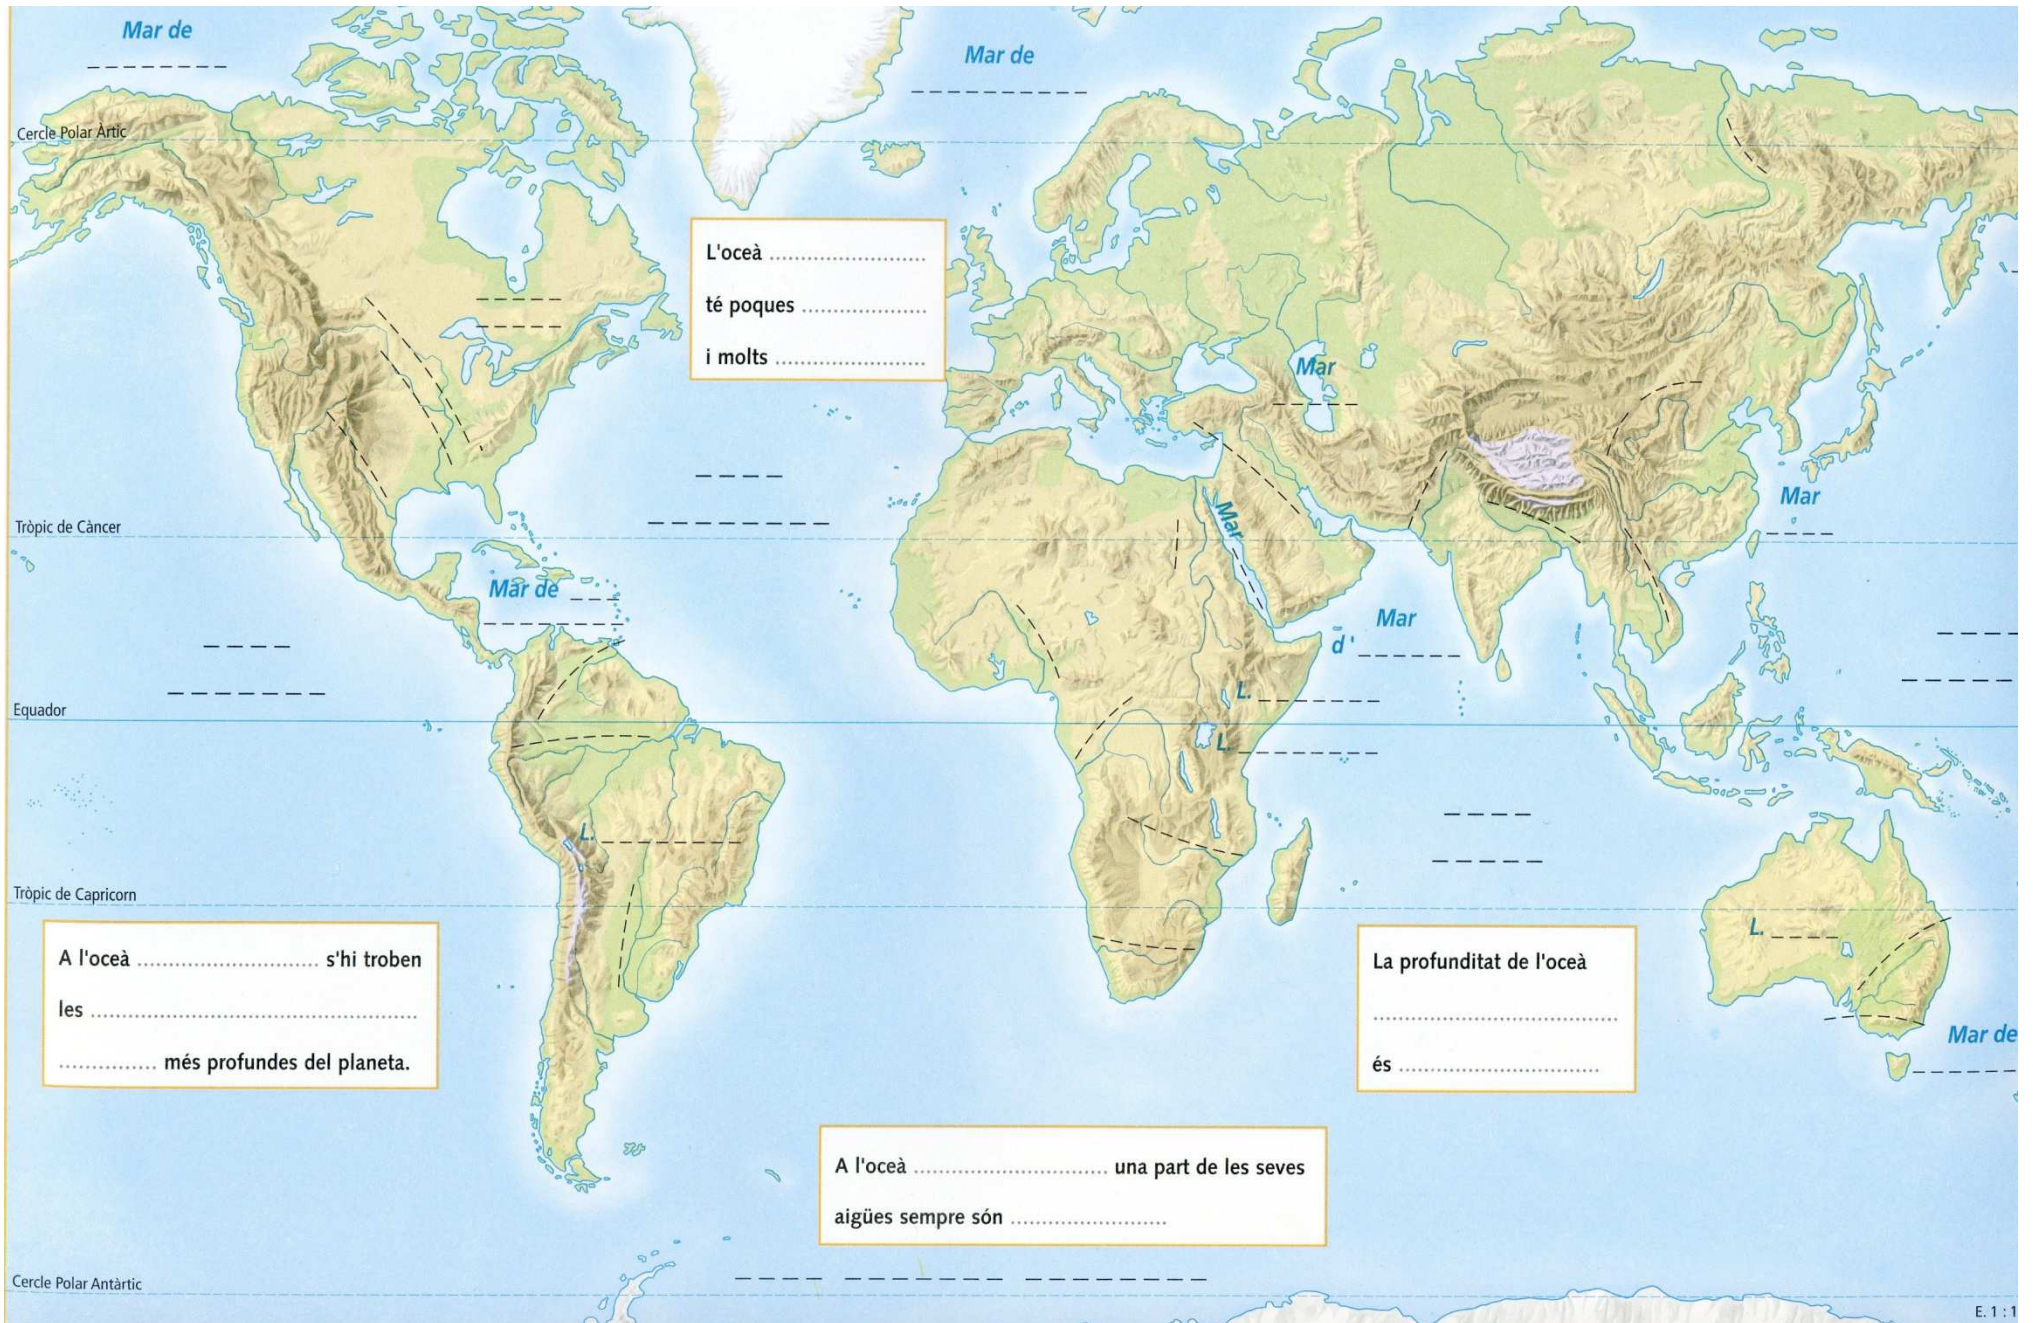 Mar de
Mar de
Cercle Polar Àrtic
L'oceà ..........................
té poques ....................
i molts ........................
Mar
Mar
Tròpic de Càncer
Mar
Mar de
Mar
d'
L.
Equador
L.
L.
Tròpic de Capricorn
L.
A l'oceà ............................. s'hi troben
les .....................................................
................ més profundes del planeta.
La profunditat de l'oceà
........................................
és ................................
Mar de
A l'oceà ............................... una part de les seves
aigües sempre són .........................
Cercle Polar Antàrtic
E. 1 : 1